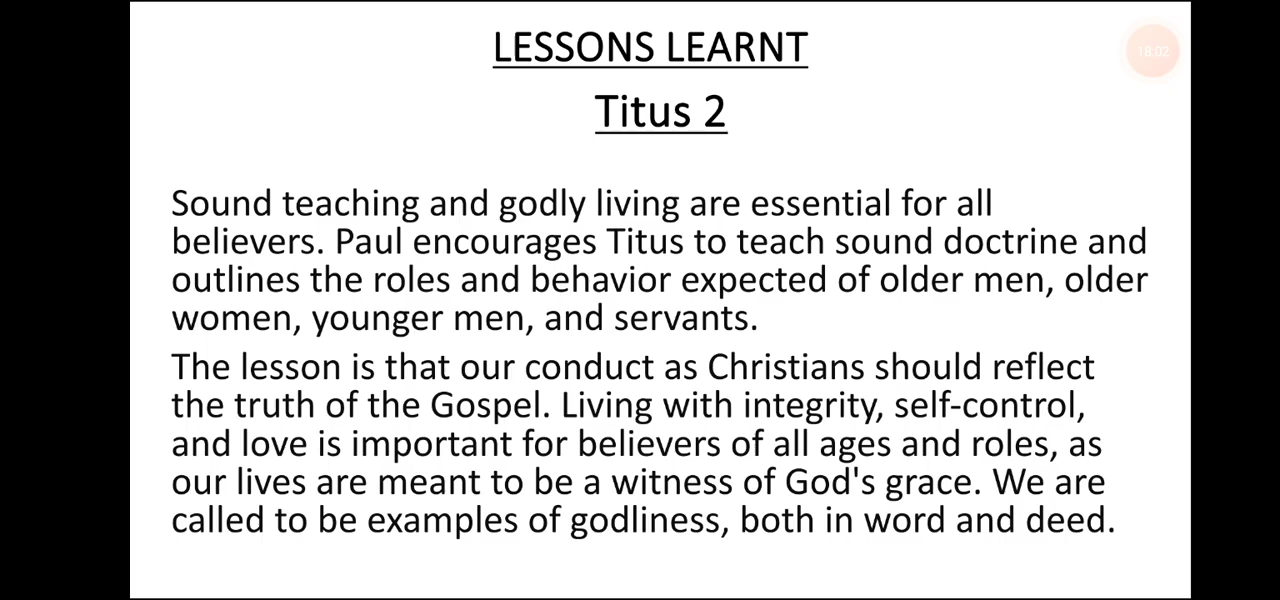 LESSONS LEARNT
18:02
Titus 2
Sound teaching and godly living are essential for all
believers. Paul encourages Titus to teach sound doctrine and
outlines the roles and behavior expected of older men, older
women, younger men, and servants.
The lesson is that our conduct as Christians should reflect
the truth of the Gospel. Living with integrity, self-control,
and love is important for believers of all ages and roles, as
our lives are meant to be a witness of God's grace. We are
called to be examples of godliness, both in word and deed.